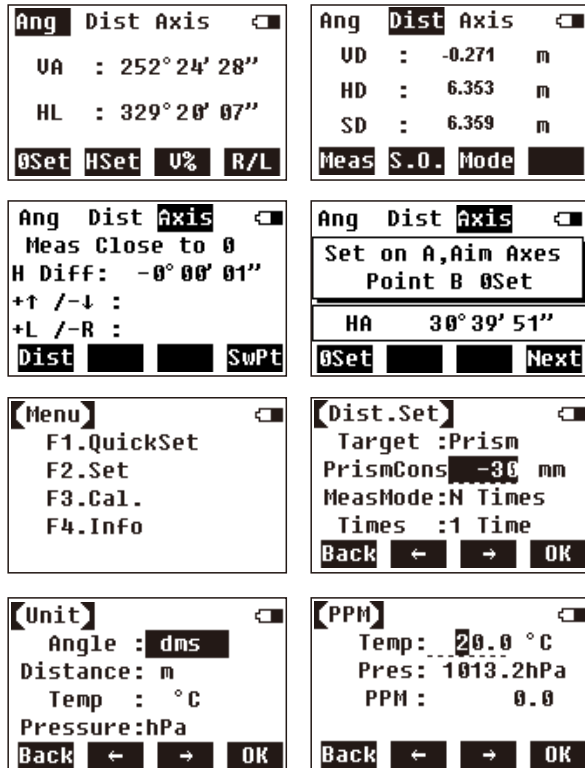 Ang Dist Axis
VA : 252°24′28″
HL : 329°20′07″
0Set HSet V% R/L
Ang Dist Axis
VD : -0.271 m
HD : 6.353 m
SD : 6.359 m
Meas S.O. Mode
Ang Dist Axis
Meas Close to 0
H Diff: -0°00′01″
+↑ /-↓ :
+L /-R :
Dist SwPt
Ang Dist Axis
Set on A,Aim Axes
Point B 0Set
HA 30°39′51″
0Set Next
【Menu】
F1.QuickSet
F2.Set
F3.Cal.
F4.Info
【Dist.Set】
Target :Prism
PrismCons -30 mm
MeasMode:N Times
Times :1 Time
Back ← → OK
【Unit】
Angle : dms
Distance: m
Temp : °C
Pressure:hPa
Back ← → OK
【PPM】
Temp: 20.0 °C
Pres: 1013.2hPa
PPM : 0.0
Back ← → OK